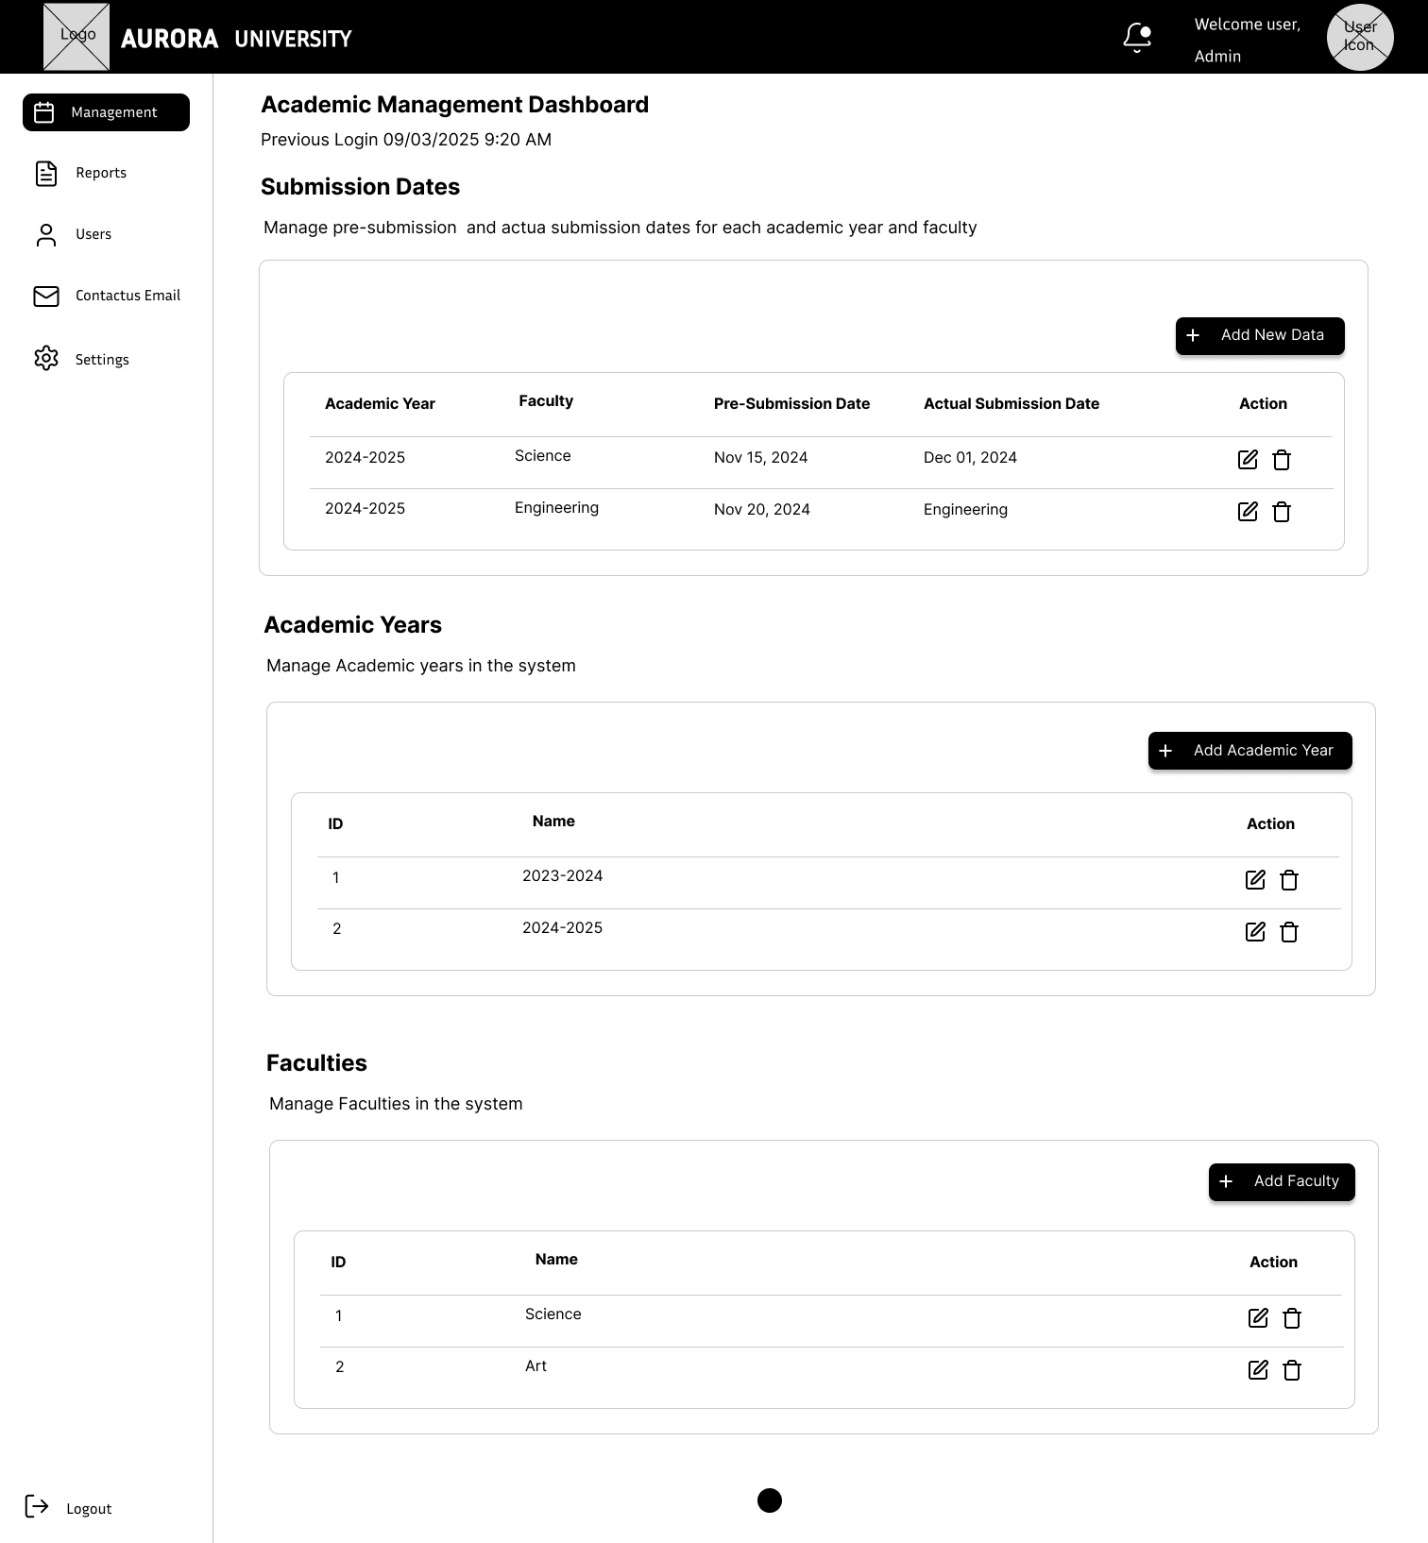 Logo
AURORA UNIVERSITY
Welcome user,
Admin
User
Icon
Management
Reports
Users
Contactus Email
Settings
Logout
Academic Management Dashboard
Previous Login 09/03/2025 9:20 AM
Submission Dates
Manage pre-submission and actua submission dates for each academic year and faculty
+ Add New Data
Academic Year Faculty Pre-Submission Date Actual Submission Date Action
2024-2025 Science Nov 15, 2024 Dec 01, 2024
2024-2025 Engineering Nov 20, 2024 Engineering
Academic Years
Manage Academic years in the system
+ Add Academic Year
ID Name Action
1 2023-2024
2 2024-2025
Faculties
Manage Faculties in the system
+ Add Faculty
ID Name Action
1 Science
2 Art